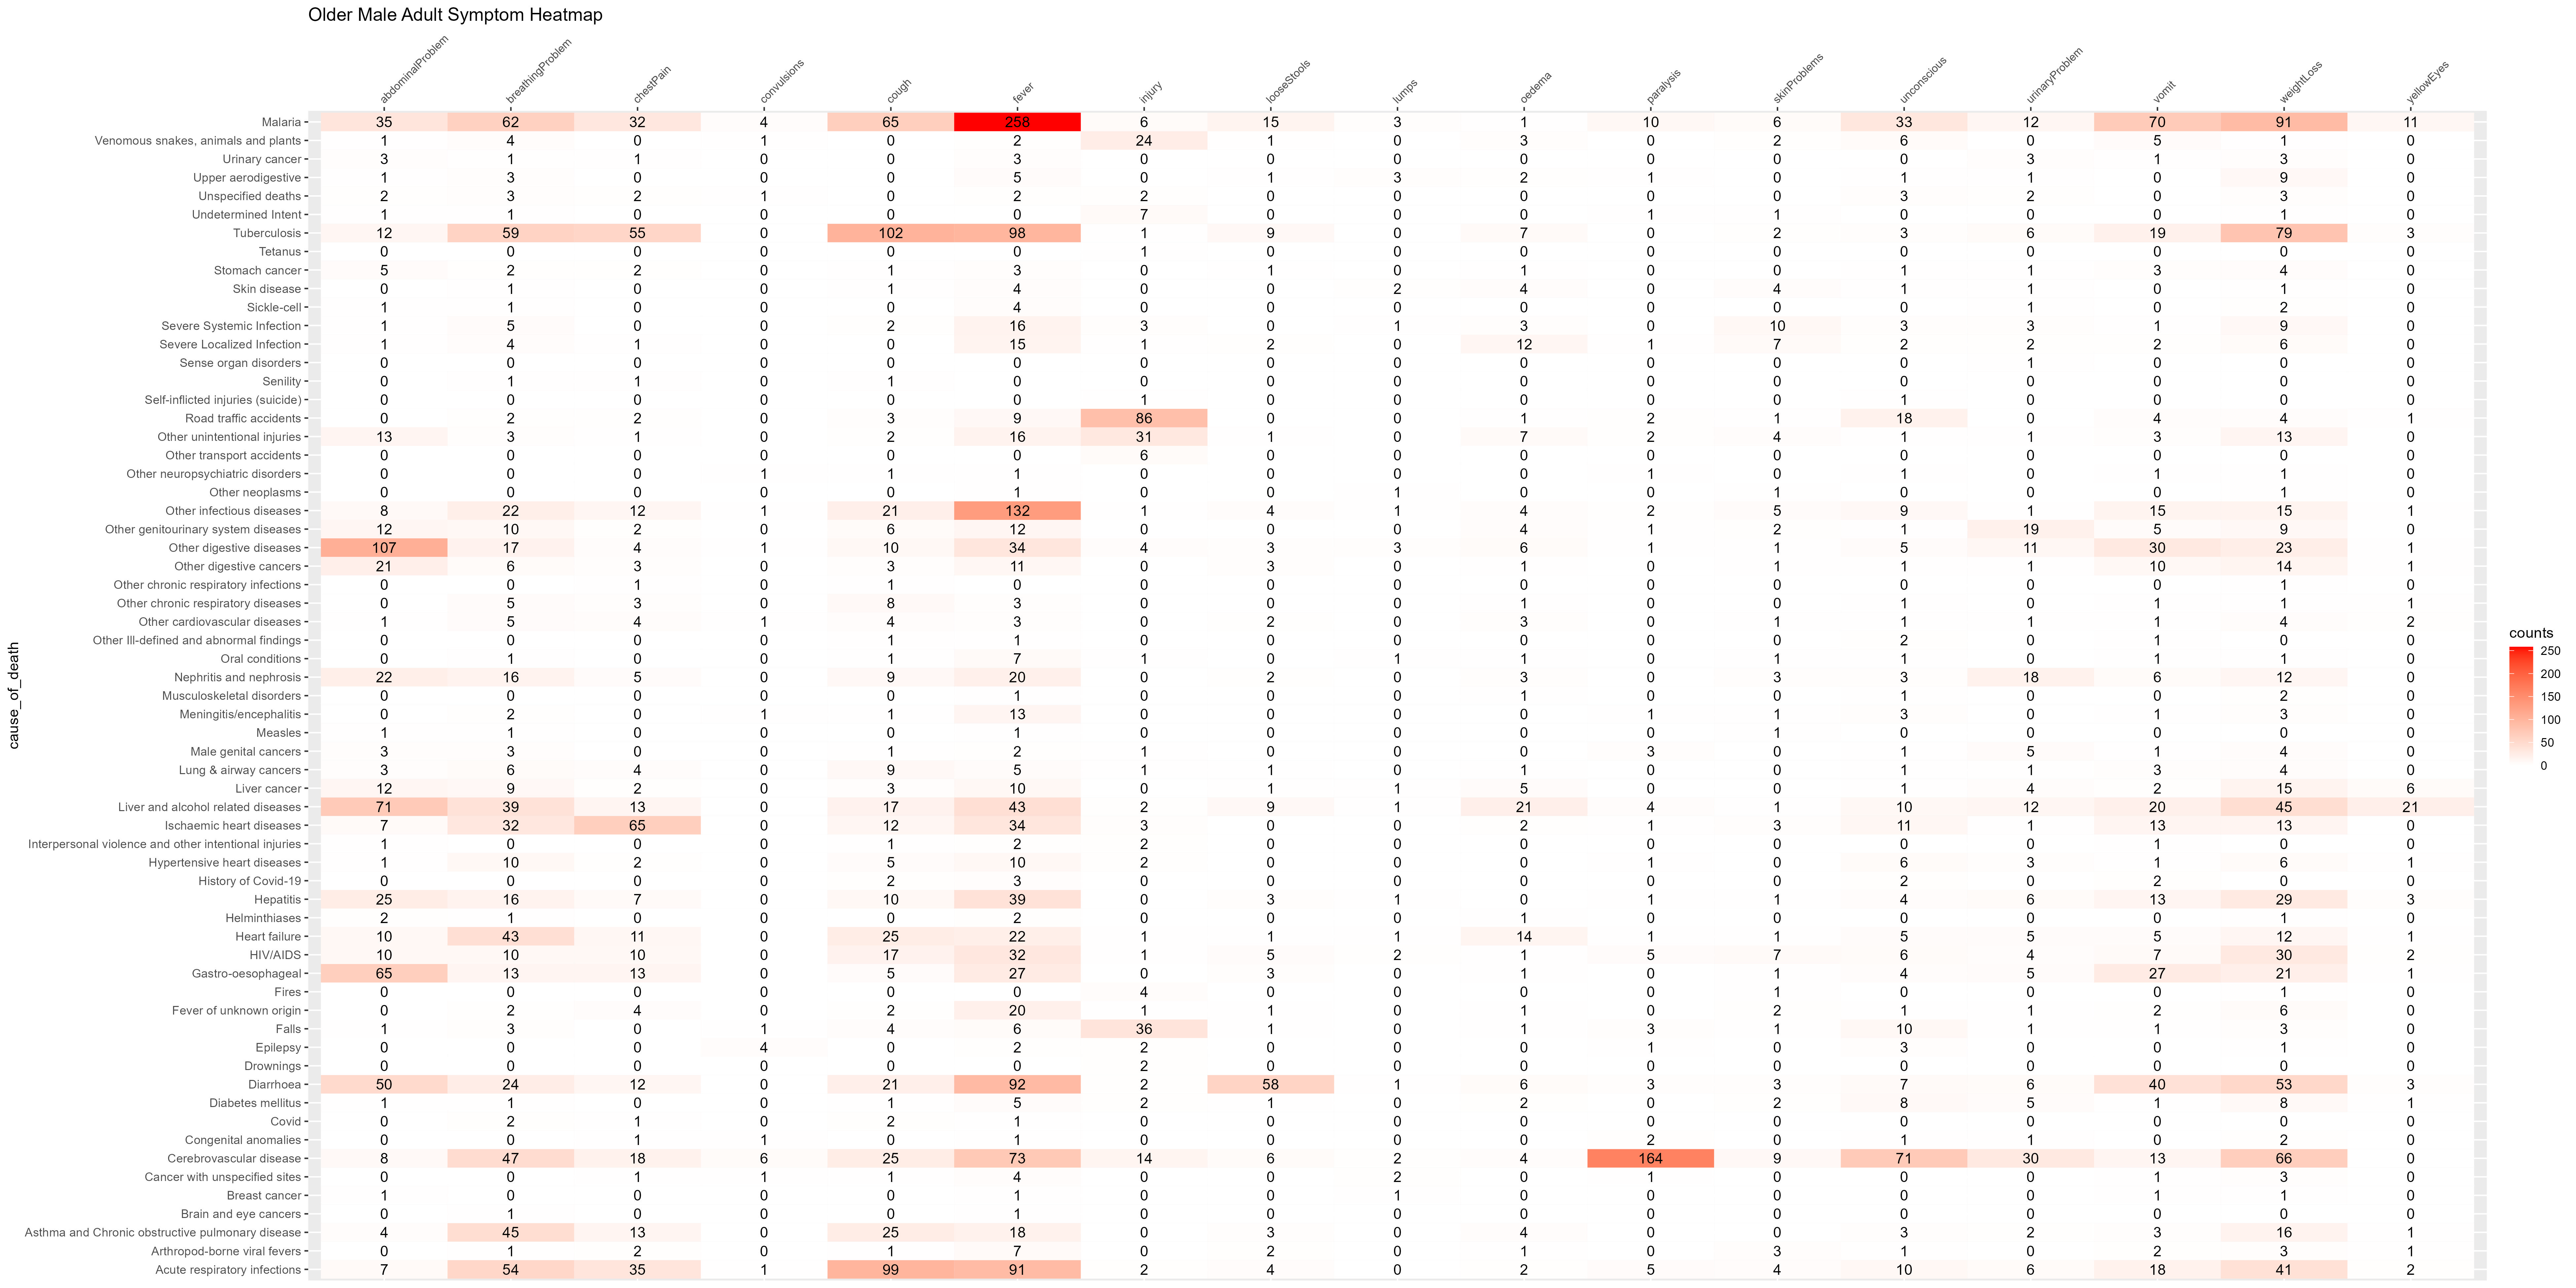 Older Male Adult Symptom Heatmap
abdominalProblem breathingProblem chestPain convulsions cough fever injury looseStools lumps oedema paralysis skinProblems unconscious urinaryProblem vomit weightLoss yellowEyes
Malaria 35 62 32 4 65 258 6 15 3 1 10 6 33 12 70 91 11
Venomous snakes, animals and plants 1 4 0 1 0 2 24 1 0 3 0 2 6 0 5 1 0
Urinary cancer 3 1 1 0 0 3 0 0 0 0 0 0 0 3 1 3 0
Upper aerodigestive 1 3 0 0 0 5 0 1 3 2 1 0 1 1 0 9 0
Unspecified deaths 2 3 2 1 0 2 2 0 0 0 0 0 3 2 0 3 0
Undetermined Intent 1 1 0 0 0 0 7 0 0 0 1 1 0 0 0 1 0
Tuberculosis 12 59 55 0 102 98 1 9 0 7 0 2 3 6 19 79 3
Tetanus 0 0 0 0 0 0 1 0 0 0 0 0 0 0 0 0 0
Stomach cancer 5 2 2 0 1 3 0 1 0 1 0 0 1 1 3 4 0
Skin disease 0 1 0 0 1 4 0 0 2 4 0 4 1 1 0 1 0
Sickle-cell 1 1 0 0 0 4 0 0 0 0 0 0 0 1 0 2 0
Severe Systemic Infection 1 5 0 0 2 16 3 0 1 3 0 10 3 3 1 9 0
Severe Localized Infection 1 4 1 0 0 15 1 2 0 12 1 7 2 2 2 6 0
Sense organ disorders 0 0 0 0 0 0 0 0 0 0 0 0 0 1 0 0 0
Senility 0 1 1 0 1 0 0 0 0 0 0 0 0 0 0 0 0
Self-inflicted injuries (suicide) 0 0 0 0 0 0 1 0 0 0 0 0 1 0 0 0 0
Road traffic accidents 0 2 2 0 3 9 86 0 0 1 2 1 18 0 4 4 1
Other unintentional injuries 13 3 1 0 2 16 31 1 0 7 2 4 1 1 3 13 0
Other transport accidents 0 0 0 0 0 0 6 0 0 0 0 0 0 0 0 0 0
Other neuropsychiatric disorders 0 0 0 1 1 1 0 0 0 0 1 0 1 0 1 1 0
Other neoplasms 0 0 0 0 0 1 0 0 1 0 0 1 0 0 0 1 0
Other infectious diseases 8 22 12 1 21 132 1 4 1 4 2 5 9 1 15 15 1
Other genitourinary system diseases 12 10 2 0 6 12 0 0 0 4 1 2 1 19 5 9 0
Other digestive diseases 107 17 4 1 10 34 4 3 3 6 1 1 5 11 30 23 1
Other digestive cancers 21 6 3 0 3 11 0 3 0 1 0 1 1 1 10 14 1
Other chronic respiratory infections 0 0 1 0 1 0 0 0 0 0 0 0 0 0 0 1 0
Other chronic respiratory diseases 0 5 3 0 8 3 0 0 0 1 0 0 1 0 1 1 1
Other cardiovascular diseases 1 5 4 1 4 3 0 2 0 3 0 1 1 1 1 4 2
Other Ill-defined and abnormal findings 0 0 0 0 1 1 0 0 0 0 0 0 2 0 1 0 0
Oral conditions 0 1 0 0 1 7 1 0 1 1 0 1 1 0 1 1 0
Nephritis and nephrosis 22 16 5 0 9 20 0 2 0 3 0 3 3 18 6 12 0
Musculoskeletal disorders 0 0 0 0 0 1 0 0 0 1 0 0 1 0 0 2 0
Meningitis/encephalitis 0 2 0 1 1 13 0 0 0 0 1 1 3 0 1 3 0
Measles 1 1 0 0 0 1 0 0 0 0 0 1 0 0 0 0 0
Male genital cancers 3 3 0 0 1 2 1 0 0 0 3 0 1 5 1 4 0
Lung & airway cancers 3 6 4 0 9 5 1 1 0 1 0 0 1 1 3 4 0
Liver cancer 12 9 2 0 3 10 0 1 1 5 0 0 1 4 2 15 6
Liver and alcohol related diseases 71 39 13 0 17 43 2 9 1 21 4 1 10 12 20 45 21
Ischaemic heart diseases 7 32 65 0 12 34 3 0 0 2 1 3 11 1 13 13 0
Interpersonal violence and other intentional injuries 1 0 0 0 1 2 2 0 0 0 0 0 0 0 1 0 0
Hypertensive heart diseases 1 10 2 0 5 10 2 0 0 0 1 0 6 3 1 6 1
History of Covid-19 0 0 0 0 2 3 0 0 0 0 0 0 2 0 2 0 0
Hepatitis 25 16 7 0 10 39 0 3 1 0 1 1 4 6 13 29 3
Helminthiases 2 1 0 0 0 2 0 0 0 1 0 0 0 0 0 1 0
Heart failure 10 43 11 0 25 22 1 1 1 14 1 1 5 5 5 12 1
HIV/AIDS 10 10 10 0 17 32 1 5 2 1 5 7 6 4 7 30 2
Gastro-oesophageal 65 13 13 0 5 27 0 3 0 1 0 1 4 5 27 21 1
Fires 0 0 0 0 0 0 4 0 0 0 0 1 0 0 0 1 0
Fever of unknown origin 0 2 4 0 2 20 1 1 0 1 0 2 1 1 2 6 0
Falls 1 3 0 1 4 6 36 1 0 1 3 1 10 1 1 3 0
Epilepsy 0 0 0 4 0 2 2 0 0 0 1 0 3 0 0 1 0
Drownings 0 0 0 0 0 0 2 0 0 0 0 0 0 0 0 0 0
Diarrhoea 50 24 12 0 21 92 2 58 1 6 3 3 7 6 40 53 3
Diabetes mellitus 1 1 0 0 1 5 2 1 0 2 0 2 8 5 1 8 1
Covid 0 2 1 0 2 1 0 0 0 0 0 0 0 0 0 0 0
Congenital anomalies 0 0 1 1 0 1 0 0 0 0 2 0 1 1 0 2 0
Cerebrovascular disease 8 47 18 6 25 73 14 6 2 4 164 9 71 30 13 66 0
Cancer with unspecified sites 0 0 1 1 1 4 0 0 2 0 1 0 0 0 1 3 0
Breast cancer 1 0 0 0 0 1 0 0 1 0 0 0 0 0 1 1 0
Brain and eye cancers 0 1 0 0 0 1 0 0 0 0 0 0 0 0 0 0 0
Asthma and Chronic obstructive pulmonary disease 4 45 13 0 25 18 0 3 0 4 0 0 3 2 3 16 1
Arthropod-borne viral fevers 0 1 2 0 1 7 0 2 0 1 0 3 1 0 2 3 1
Acute respiratory infections 7 54 35 1 99 91 2 4 0 2 5 4 10 6 18 41 2
cause_of_death
counts
250
200
150
100
50
0